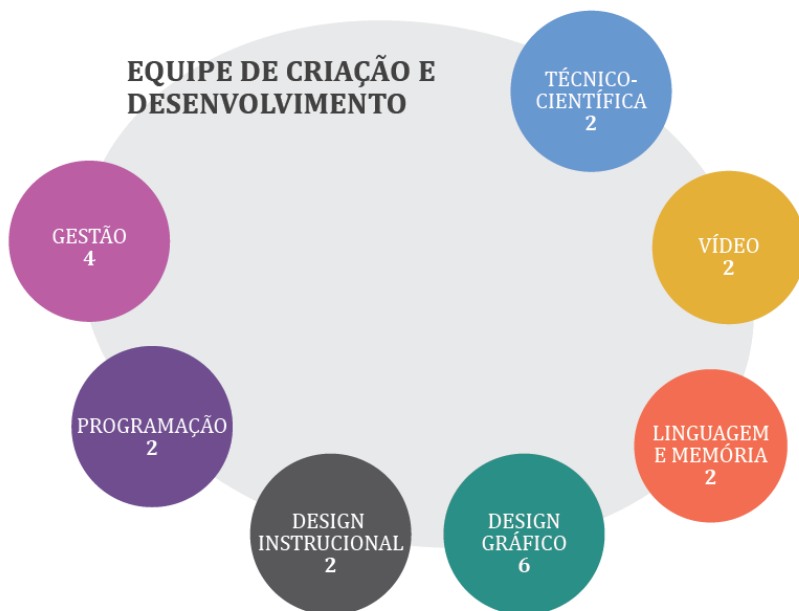 EQUIPE DE CRIAÇÃO E
DESENVOLVIMENTO
TÉCNICO-
CIENTÍFICA
2
GESTÃO
4
VÍDEO
2
PROGRAMAÇÃO
2
LINGUAGEM
E MEMÓRIA
2
DESIGN
INSTRUCIONAL
2
DESIGN
GRÁFICO
6